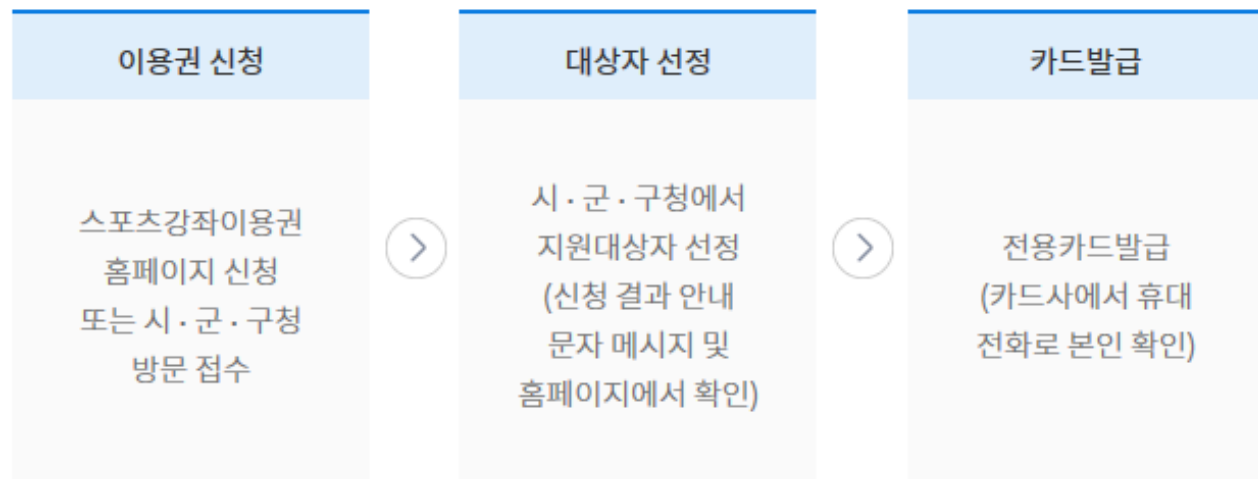 이용권 신청
스포츠강좌이용권
홈페이지 신청
또는 시·군·구청
방문 접수
대상자 선정
시·군·구청에서
지원대상자 선정
(신청 결과 안내
문자 메시지 및
홈페이지에서 확인)
카드발급
전용카드발급
(카드사에서 휴대
전화로 본인 확인)